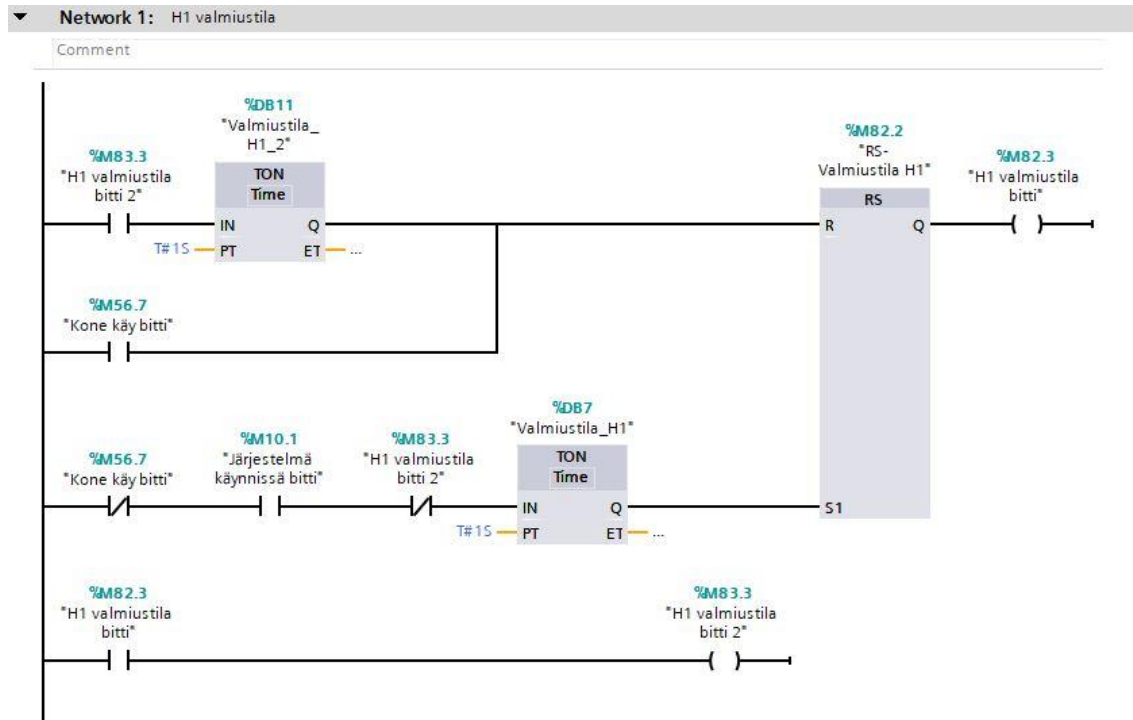 Network 1: H1 valmiustila
Comment
%DB11
"Valmiustila_
H1_2"
%M83.3
"H1 valmiustila
bitti 2"
TON
Time
IN Q
T#1S PT ET ...
%M56.7
"Kone käy bitti"
%M82.2
"RS-
Valmiustila H1"
RS
R Q
S1
%M82.3
"H1 valmiustila
bitti"
%M56.7
"Kone käy bitti"
%M10.1
"Järjestelmä
käynnissä bitti"
%M83.3
"H1 valmiustila
bitti 2"
%DB7
"Valmiustila_H1"
TON
Time
IN Q
T#1S PT ET ...
%M82.3
"H1 valmiustila
bitti"
%M83.3
"H1 valmiustila
bitti 2"